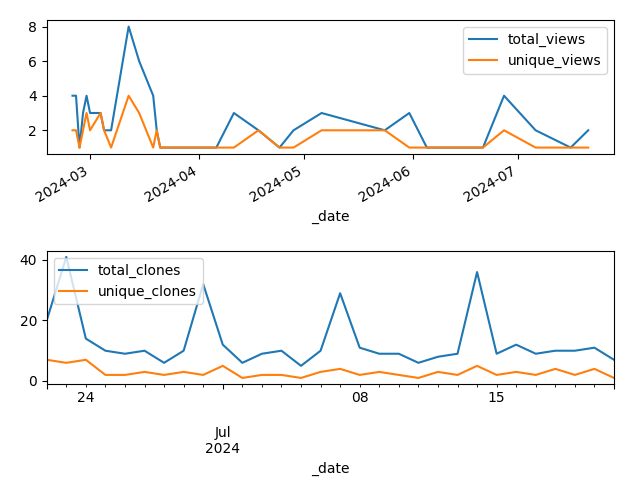 8
6
4
2
total_views
unique_views
2024-03
2024-04
2024-05
2024-06
2024-07
_date
40
20
0
total_clones
unique_clones
24
08
15
Jul
2024
_date